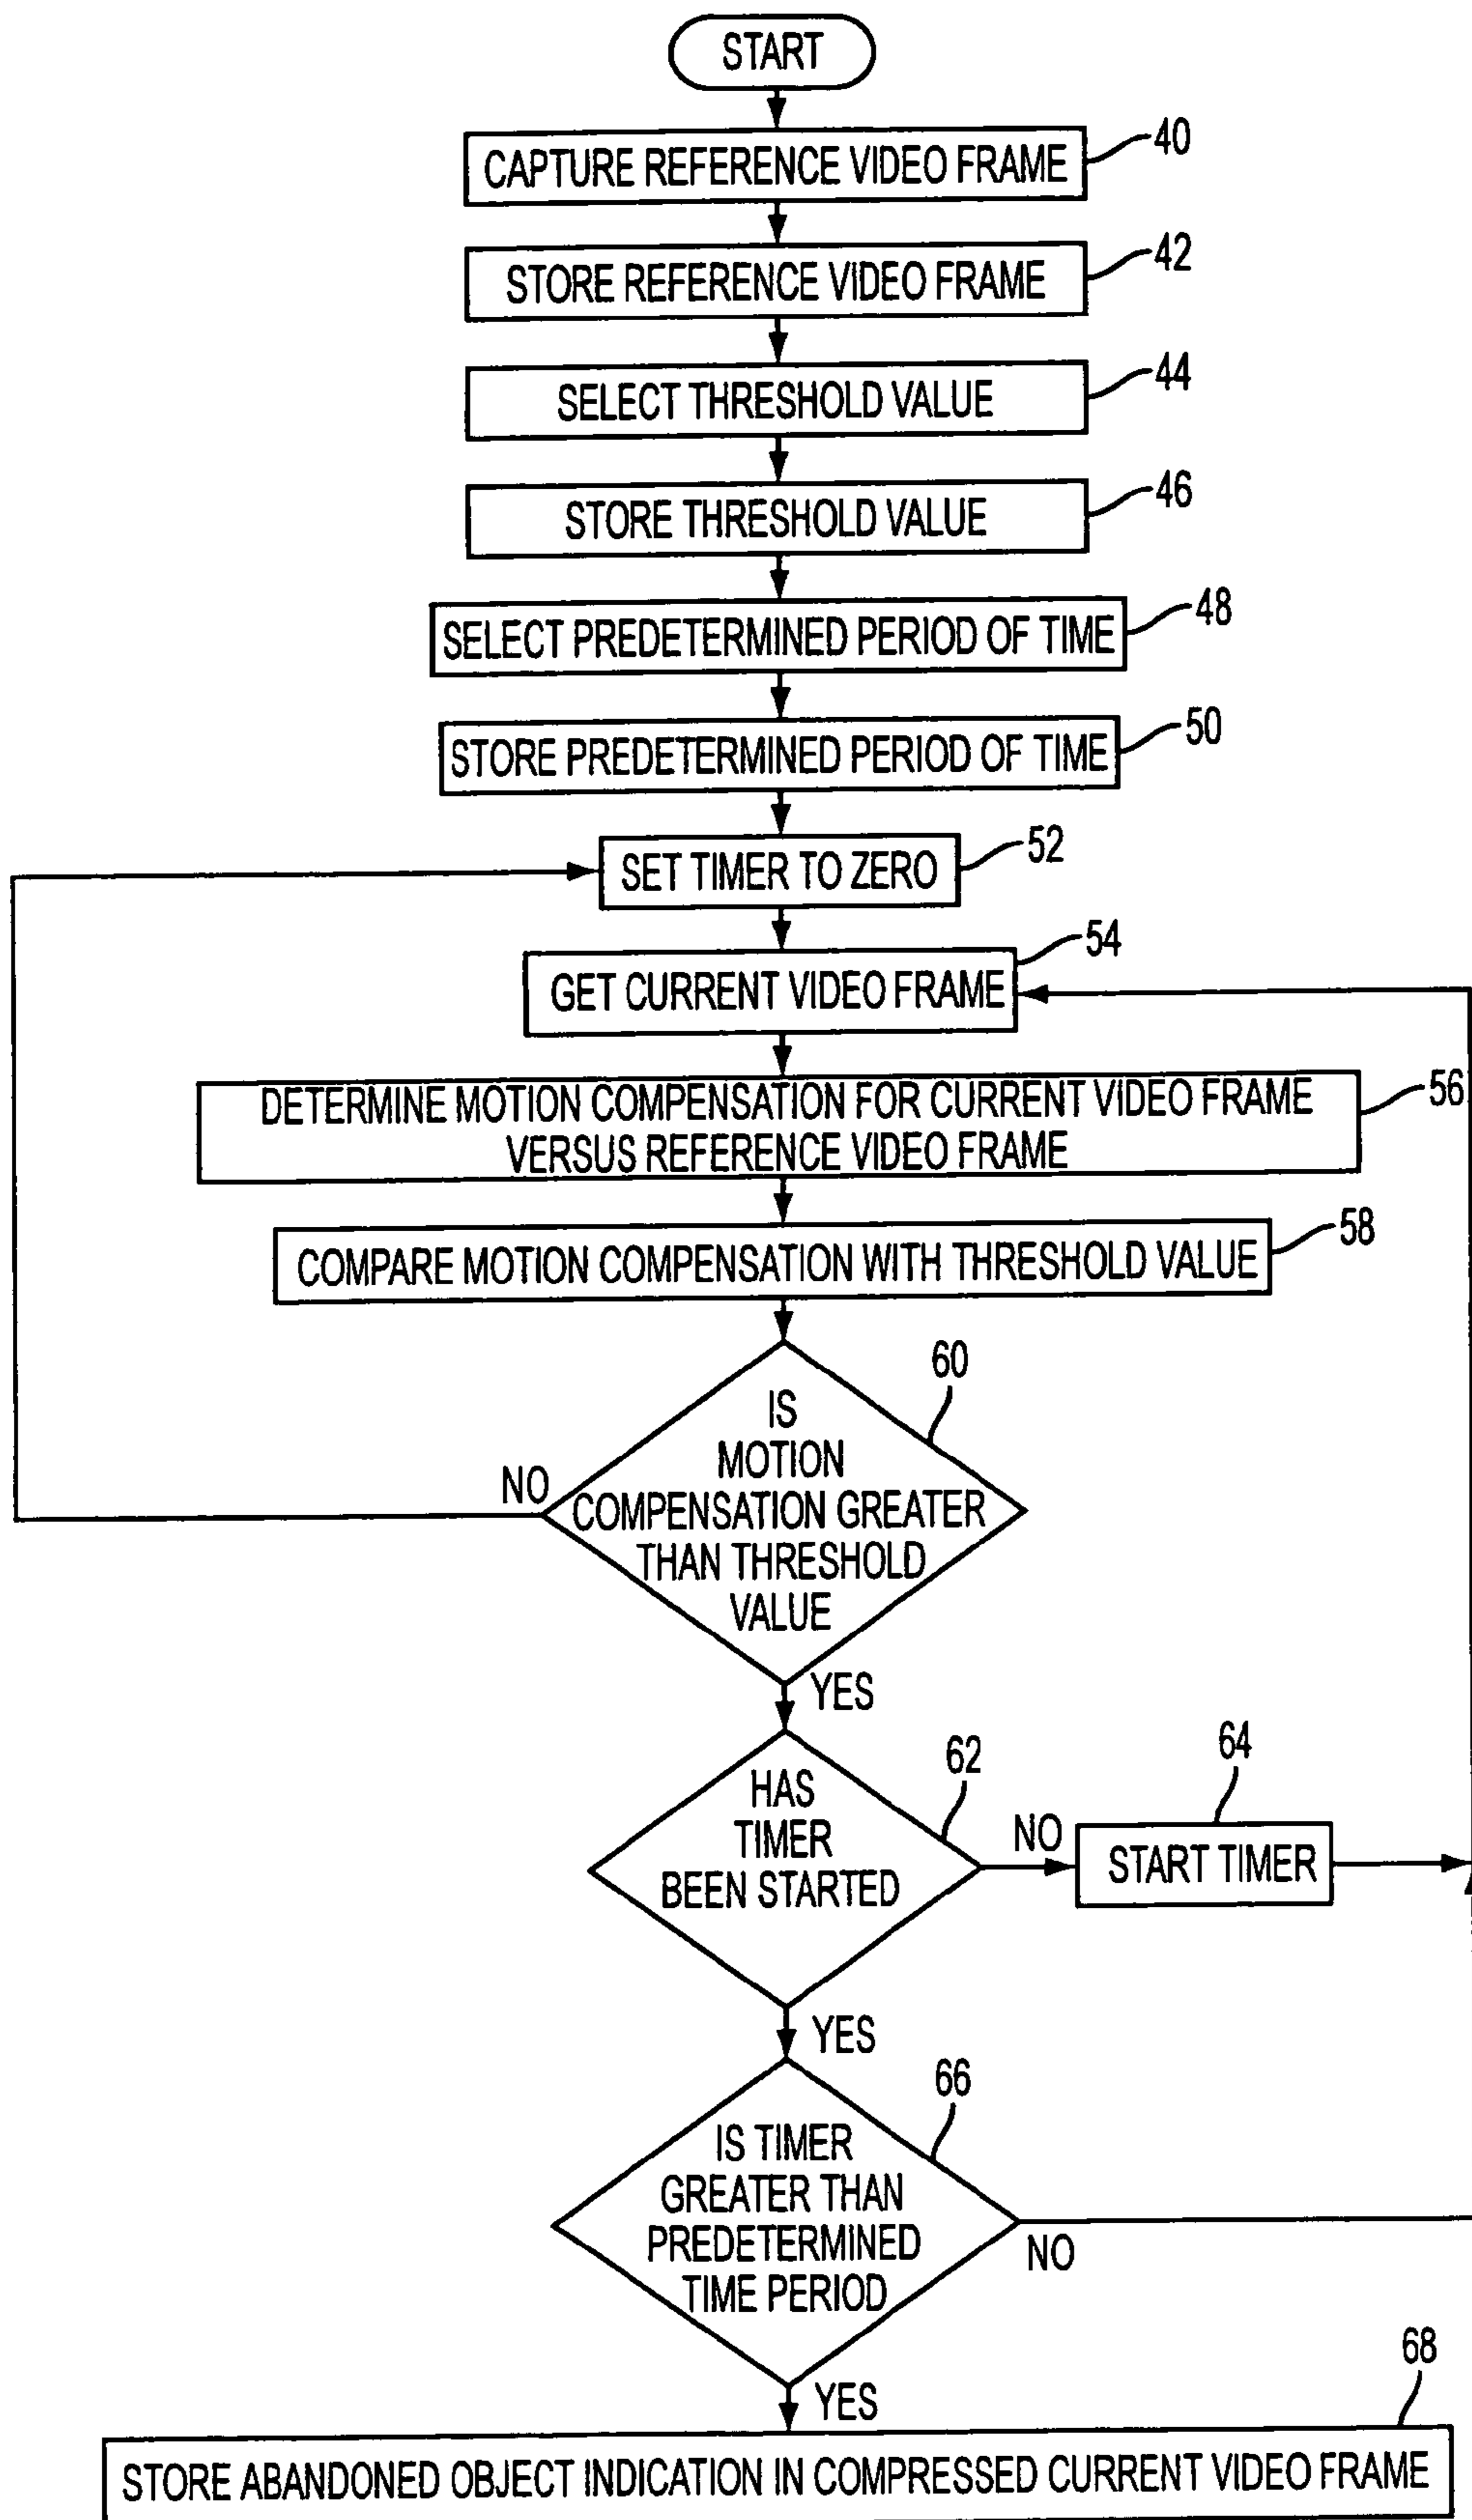 START
CAPTURE REFERENCE VIDEO FRAME
40
STORE REFERENCE VIDEO FRAME
42
SELECT THRESHOLD VALUE
44
STORE THRESHOLD VALUE
46
SELECT PREDETERMINED PERIOD OF TIME
48
STORE PREDETERMINED PERIOD OF TIME
50
SET TIMER TO ZERO
52
GET CURRENT VIDEO FRAME
54
DETERMINE MOTION COMPENSATION FOR CURRENT VIDEO FRAME
VERSUS REFERENCE VIDEO FRAME
56
COMPARE MOTION COMPENSATION WITH THRESHOLD VALUE
58
60
IS
MOTION
COMPENSATION GREATER
THAN THRESHOLD
VALUE
NO
YES
62
HAS
TIMER
BEEN STARTED
NO
64
START TIMER
YES
66
IS TIMER
GREATER THAN
PREDETERMINED
TIME PERIOD
NO
YES
68
STORE ABANDONED OBJECT INDICATION IN COMPRESSED CURRENT VIDEO FRAME